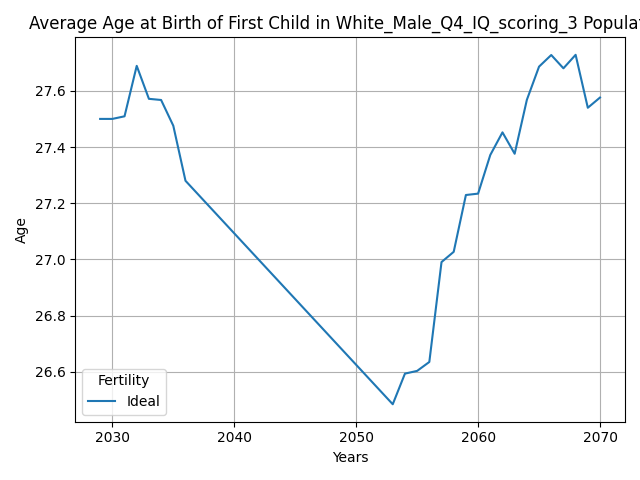 Average Age at Birth of First Child in White_Male_Q4_IQ_scoring_3 Populat
27.6
27.4
27.2
27.0
26.8
26.6
Age
Fertility
Ideal
2030 2040 2050 2060 2070
Years